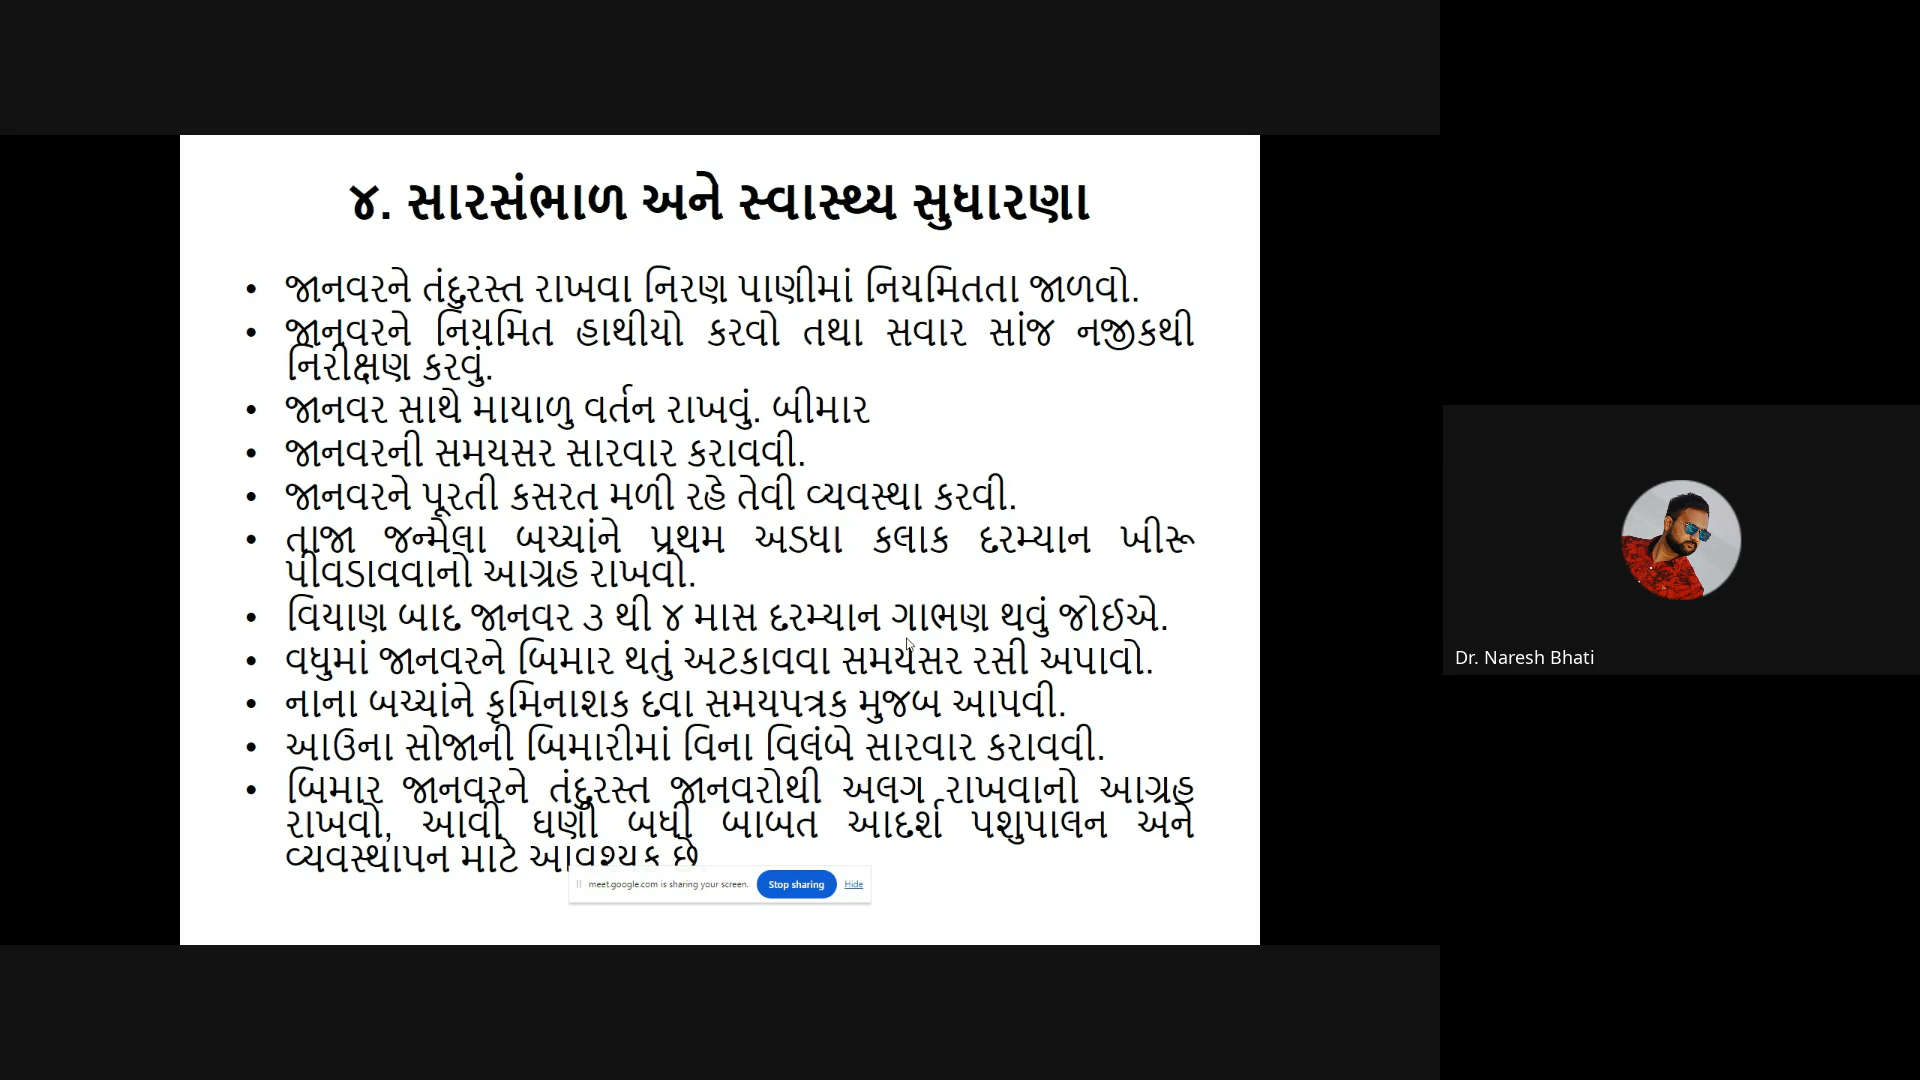 ૪. સારસંભાળ અને સ્વાસ્થ્ય સુધારણા
• જાનવરને તંદુરસ્ત રાખવા નિરણ પાણીમાં નિયમિતતા જાળવો.
• જાનવરને નિયમિત હાથીયો કરવો તથા સવાર સાંજ નજીકથી
નિરીક્ષણ કરવું.
• જાનવર સાથે માયાળુ વર્તન રાખવું. બીમાર
• જાનવરની સમયસર સારવાર કરાવવી.
• જાનવરને પૂરતી કસરત મળી રહે તેવી વ્યવસ્થા કરવી.
• તાજા જન્મેલા બચ્ચાંને પ્રથમ અડધા કલાક દરમ્યાન ખીરૂ
પીવડાવવાનો આગ્રહ રાખવો.
• વિયાણ બાદ જાનવર ૩ થી ૪ માસ દરમ્યાન ગાભણ થવું જોઈએ.
• વધુમાં જાનવરને બિમાર થતું અટકાવવા સમયસર રસી અપાવો.
• નાના બચ્ચાંને કૃમિનાશક દવા સમયપત્રક મુજબ આપવી.
• આઉના સોજાની બિમારીમાં વિના વિલંબે સારવાર કરાવવી.
• બિમાર જાનવરને તંદુરસ્ત જાનવરોથી અલગ રાખવાનો આગ્રહ
રાખવો, આવી ઘણી બધી બાબત આદર્શ પશુપાલન અને
વ્યવસ્થાપન માટે આવશ્યક છે.
meet.google.com is sharing your screen. Stop sharing Hide
Dr. Naresh Bhati